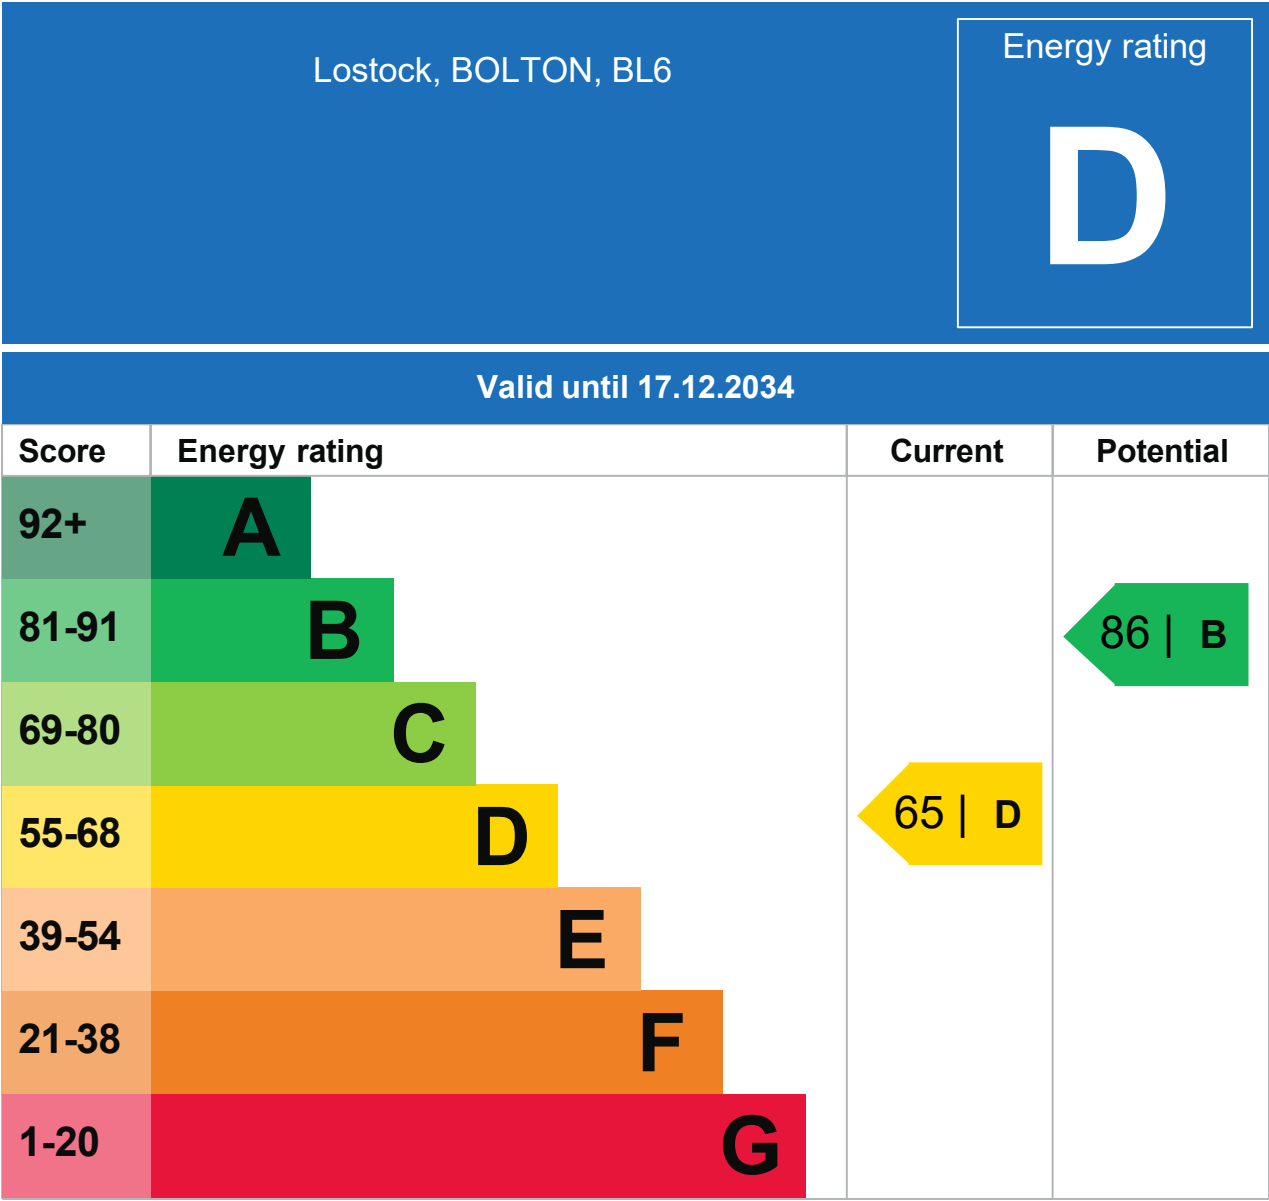 Lostock, BOLTON, BL6
Energy rating
D
Valid until 17.12.2034
Score Energy rating Current Potential
92+ A
81-91 B 86 | B
69-80 C
55-68 D 65 | D
39-54 E
21-38 F
1-20 G